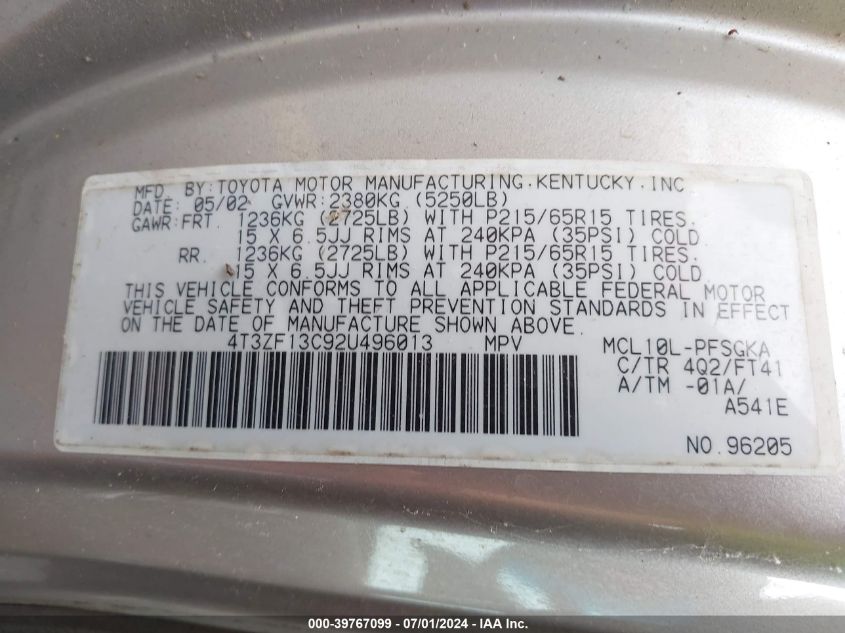 MFD. BY:TOYOTA MOTOR MANUFACTURING.KENTUCKY.INC
DATE: 05/02 GVWR:2380KG (5250LB)
GAWR:FRT. 1236KG (2725LB) WITH P215/65R15 TIRES.
15 X 6.5JJ RIMS AT 240KPA (35PSI) COLD.
RR. 1236KG (2725LB) WITH P215/65R15 TIRES.
15 X 6.5JJ RIMS AT 240KPA (35PSI) COLD.
THIS VEHICLE CONFORMS TO ALL APPLICABLE FEDERAL MOTOR
VEHICLE SAFETY AND THEFT PREVENTION STANDARDS IN EFFECT
ON THE DATE OF MANUFACTURE SHOWN ABOVE.
4T3ZF13C92U496013 MPV MCL10L-PFSGKA
C/TR 4Q2/FT41
A/TM -01A/
A541E
NO.96205
000-39767099 - 07/01/2024 - IAA Inc.